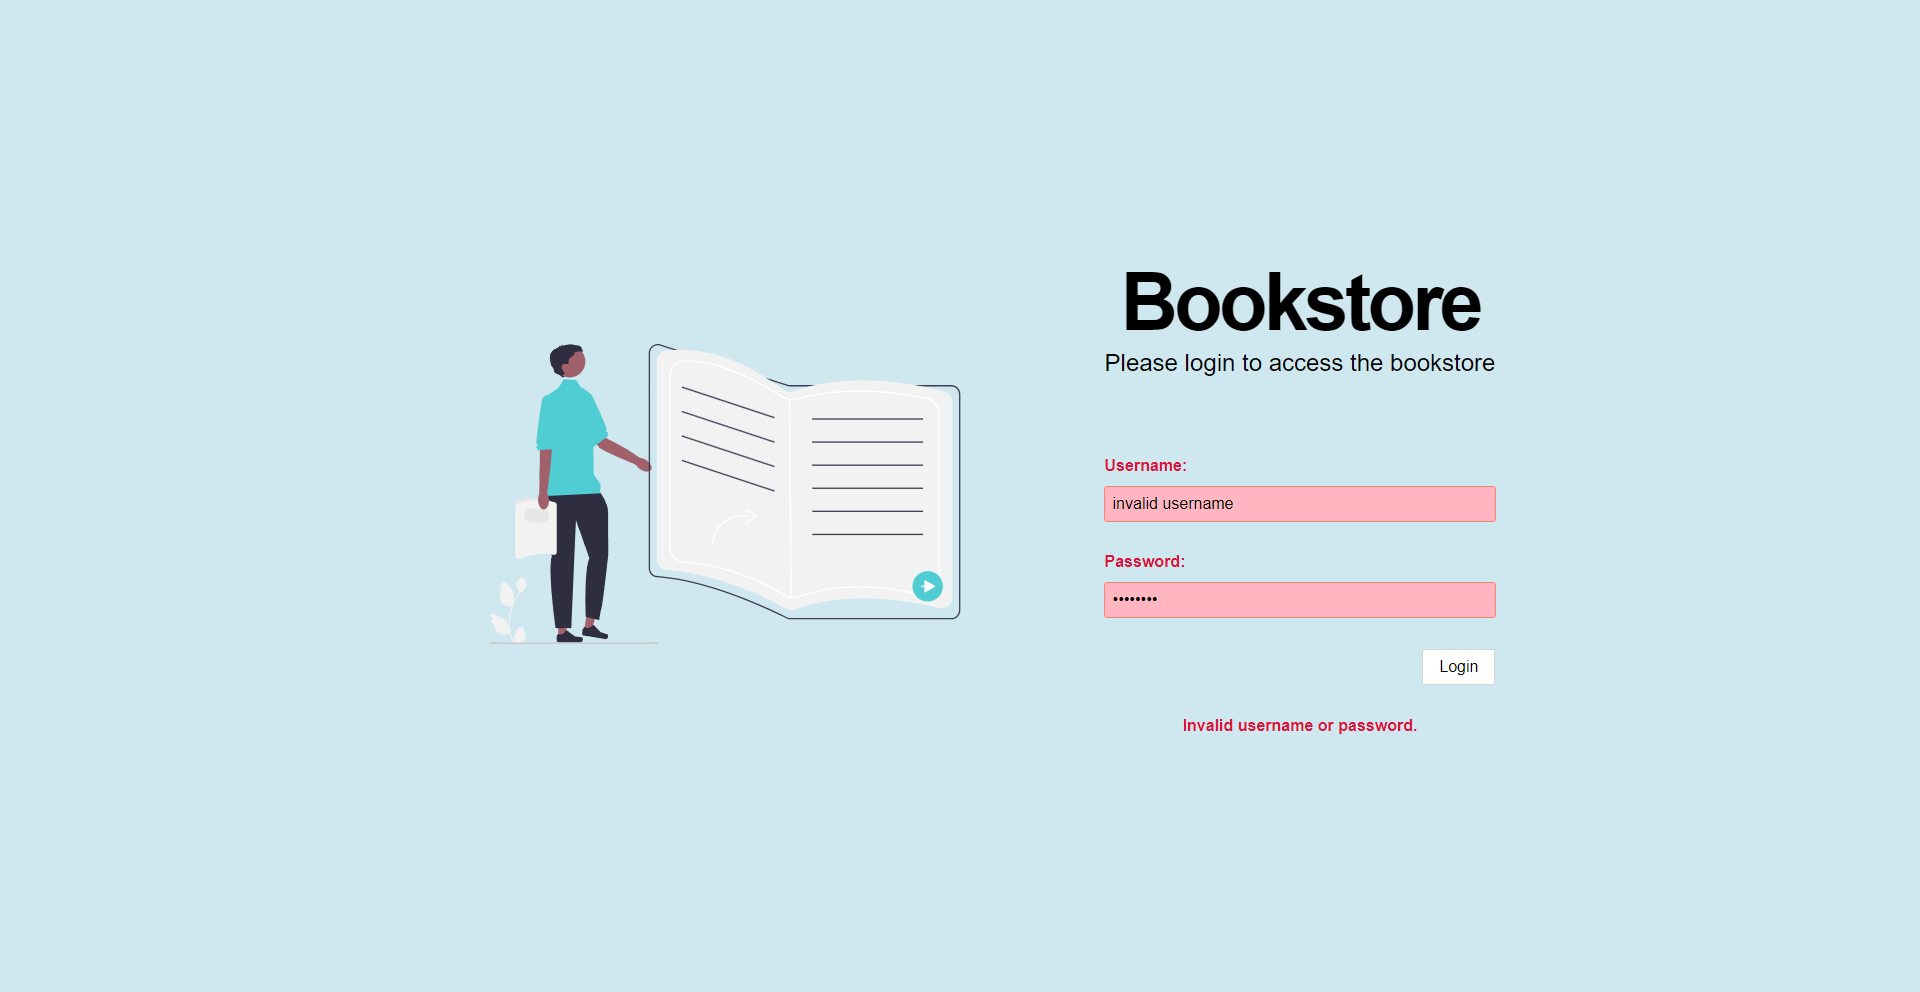 Bookstore
Please login to access the bookstore
Username:
invalid username
Password:
••••••••
Login
Invalid username or password.